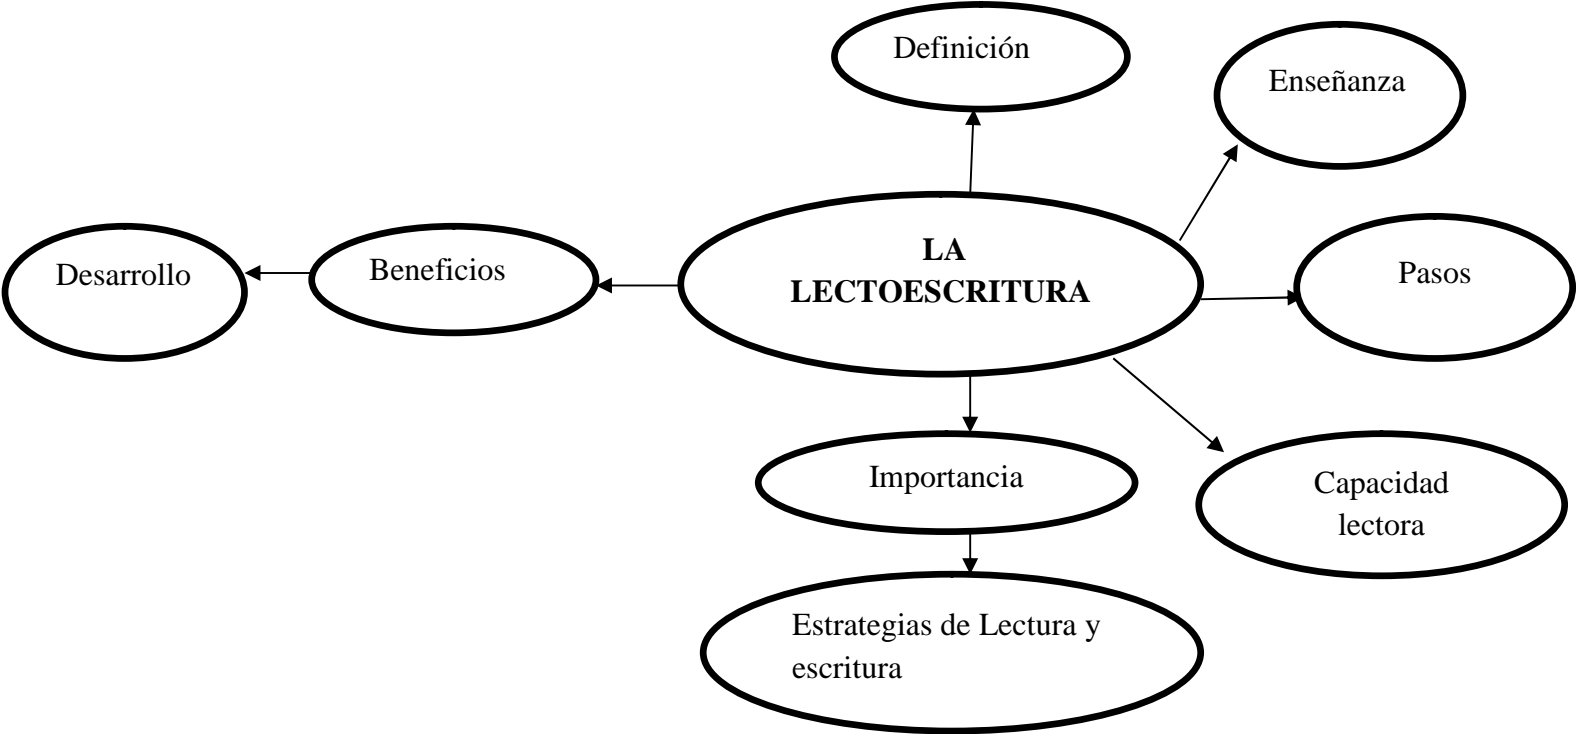 Definición
Enseñanza
LA
LECTOESCRITURA
Desarrollo
Beneficios
Pasos
Importancia
Capacidad
lectora
Estrategias de Lectura y
escritura